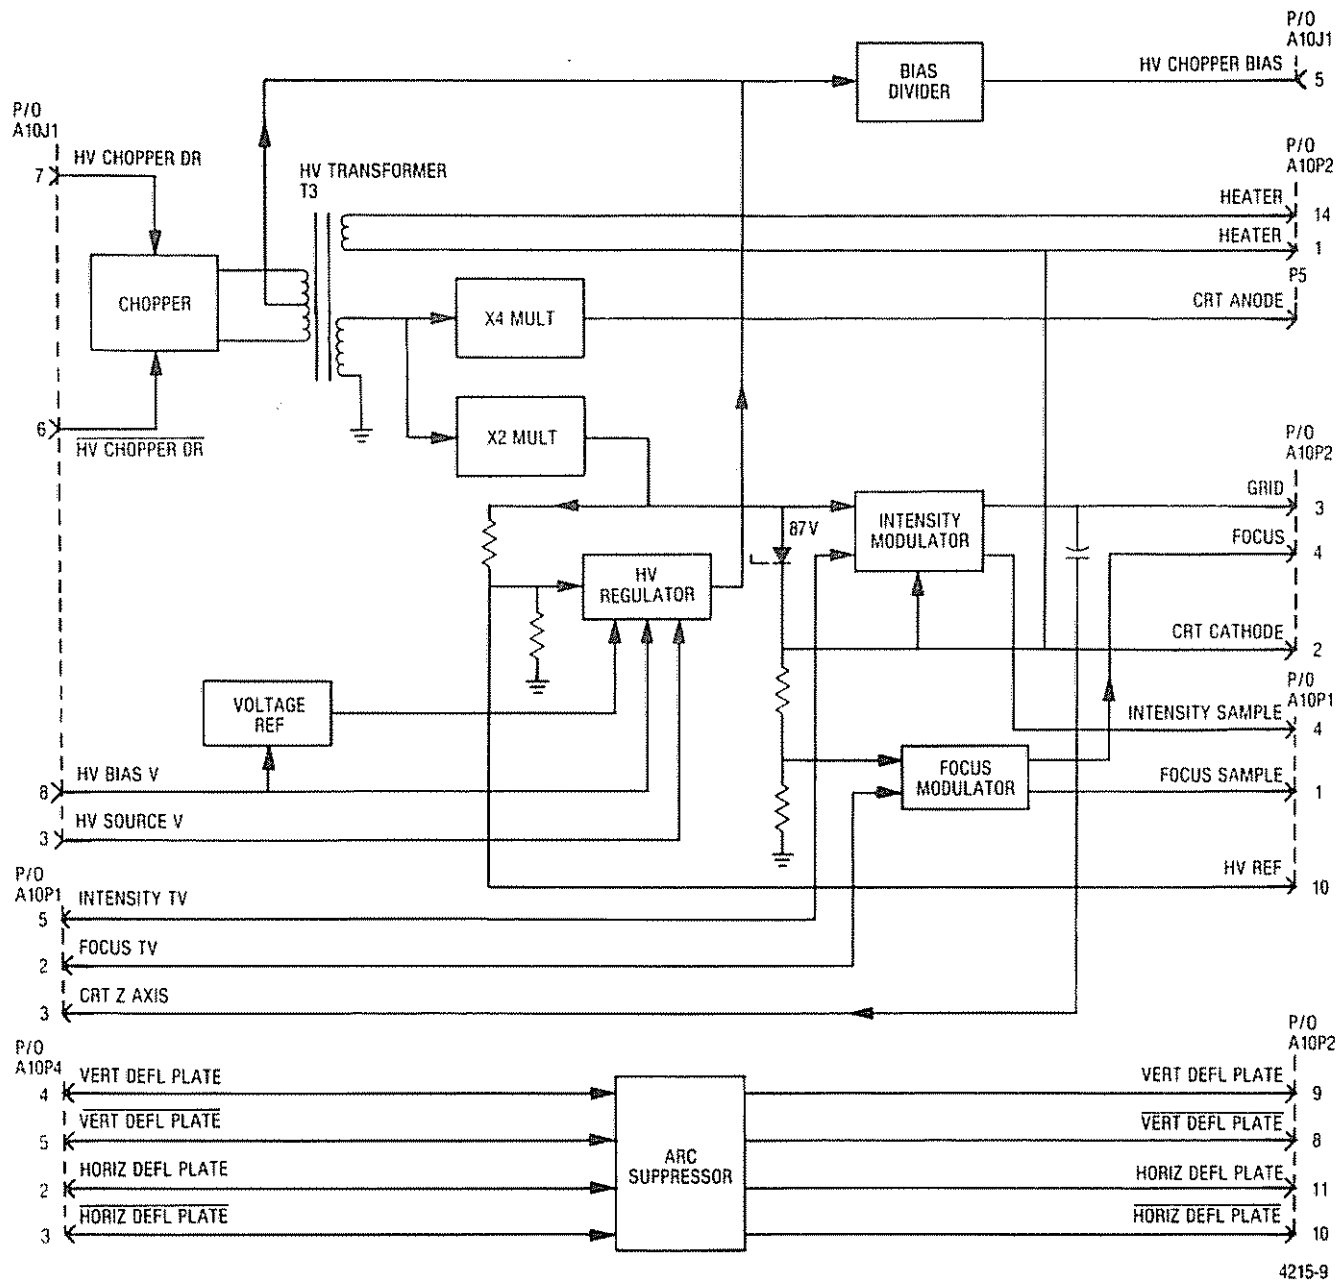 P/O
A10J1
HV CHOPPER BIAS
5
BIAS
DIVIDER
P/O
A10J1
7
HV CHOPPER DR
HV TRANSFORMER
T3
P/O
A10P2
HEATER
14
HEATER
1
P5
CRT ANODE
CHOPPER
X4 MULT
6
HV CHOPPER DR
X2 MULT
P/O
A10P2
GRID
3
FOCUS
4
87V
INTENSITY
MODULATOR
HV
REGULATOR
CRT CATHODE
2
P/O
A10P1
INTENSITY SAMPLE
4
VOLTAGE
REF
FOCUS
MODULATOR
FOCUS SAMPLE
1
8
HV BIAS V
3
HV SOURCE V
HV REF
10
P/O
A10P1
5
INTENSITY TV
2
FOCUS TV
3
CRT Z AXIS
P/O
A10P4
4
VERT DEFL PLATE
5
VERT DEFL PLATE
2
HORIZ DEFL PLATE
3
HORIZ DEFL PLATE
ARC
SUPPRESSOR
P/O
A10P2
VERT DEFL PLATE
9
VERT DEFL PLATE
8
HORIZ DEFL PLATE
11
HORIZ DEFL PLATE
10
4215-9